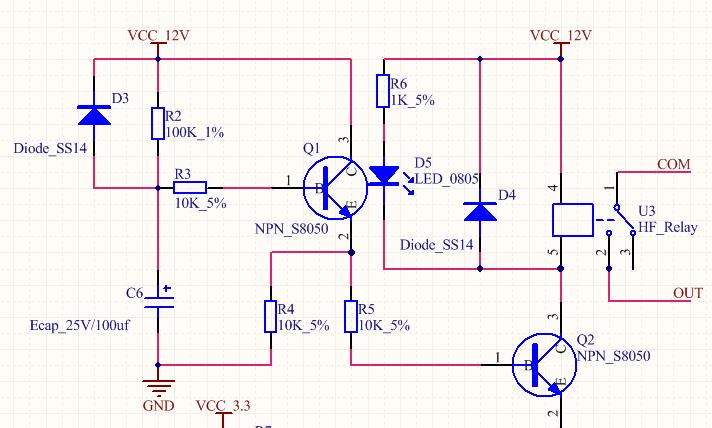 VCC_12V
VCC_12V
D3
Diode_SS14
R2
100K_1%
R3
10K_5%
1
Q1
3
C
B
E
2
NPN_S8050
R6
1K_5%
D5
LED_0805
D4
Diode_SS14
4
5
1
2
3
COM
U3
HF_Relay
OUT
C6
+
Ecap_25V/100uf
R4
10K_5%
R5
10K_5%
1
3
C
B
E
2
Q2
NPN_S8050
GND
VCC_3.3